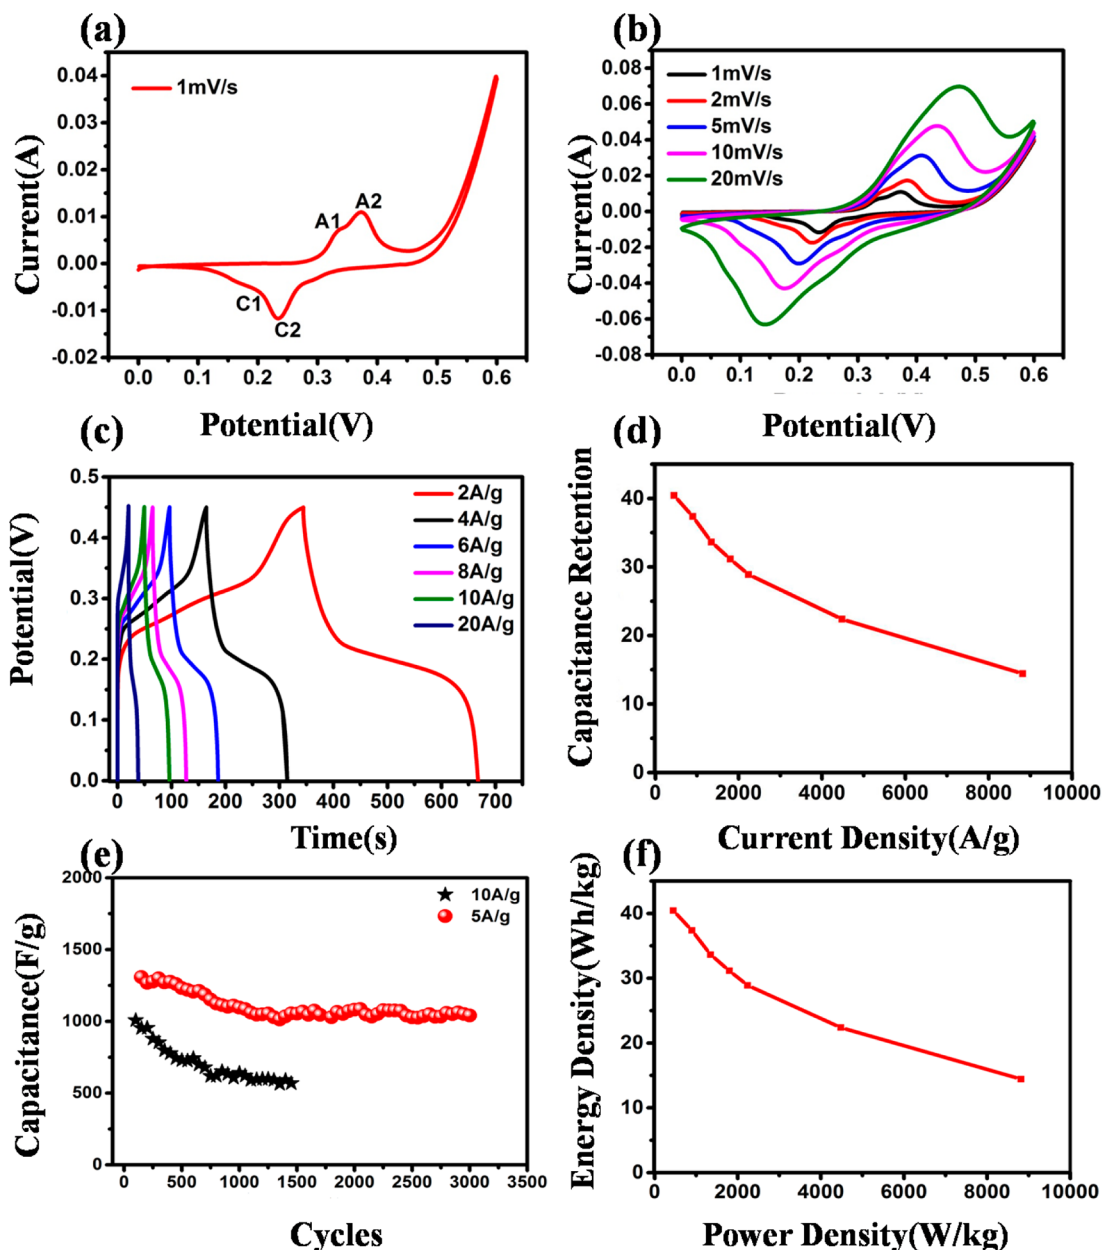 (a)
0.04
0.03
0.02
0.01
0.00
-0.01
-0.02
Current(A)
1mV/s
A1
A2
C1
C2
0.0 0.1 0.2 0.3 0.4 0.5 0.6
Potential(V)
(b)
0.08
0.06
0.04
0.02
0.00
-0.02
-0.04
-0.06
-0.08
Current(A)
1mV/s
2mV/s
5mV/s
10mV/s
20mV/s
0.0 0.1 0.2 0.3 0.4 0.5 0.6
Potential(V)
(c)
0.5
0.4
0.3
0.2
0.1
0.0
Potential(V)
2A/g
4A/g
6A/g
8A/g
10A/g
20A/g
0 100 200 300 400 500 600 700
Time(s)
(d)
40
30
20
10
0
Capacitance Retention
0 2000 4000 6000 8000 10000
Current Density(A/g)
(e)
2000
1500
1000
500
0
Capacitance(F/g)
10A/g
5A/g
0 500 1000 1500 2000 2500 3000 3500
Cycles
(f)
40
30
20
10
0
Energy Density(Wh/kg)
0 2000 4000 6000 8000 10000
Power Density(W/kg)